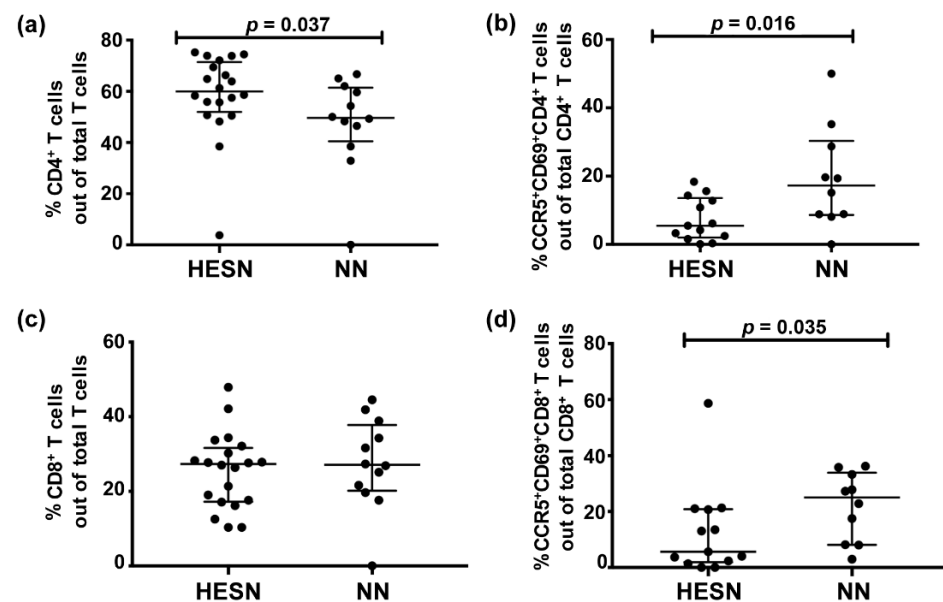 (a)
p = 0.037
% CD4⁺ T cells
out of total T cells
80
60
40
20
0
HESN
NN
(b)
p = 0.016
%CCR5⁺CD69⁺CD4⁺ T cells
out of total CD4⁺ T cells
60
40
20
0
HESN
NN
(c)
% CD8⁺ T cells
out of total T cells
60
40
20
0
HESN
NN
(d)
p = 0.035
%CCR5⁺CD69⁺CD8⁺ T cells
out of total CD8⁺ T cells
80
60
40
20
0
HESN
NN